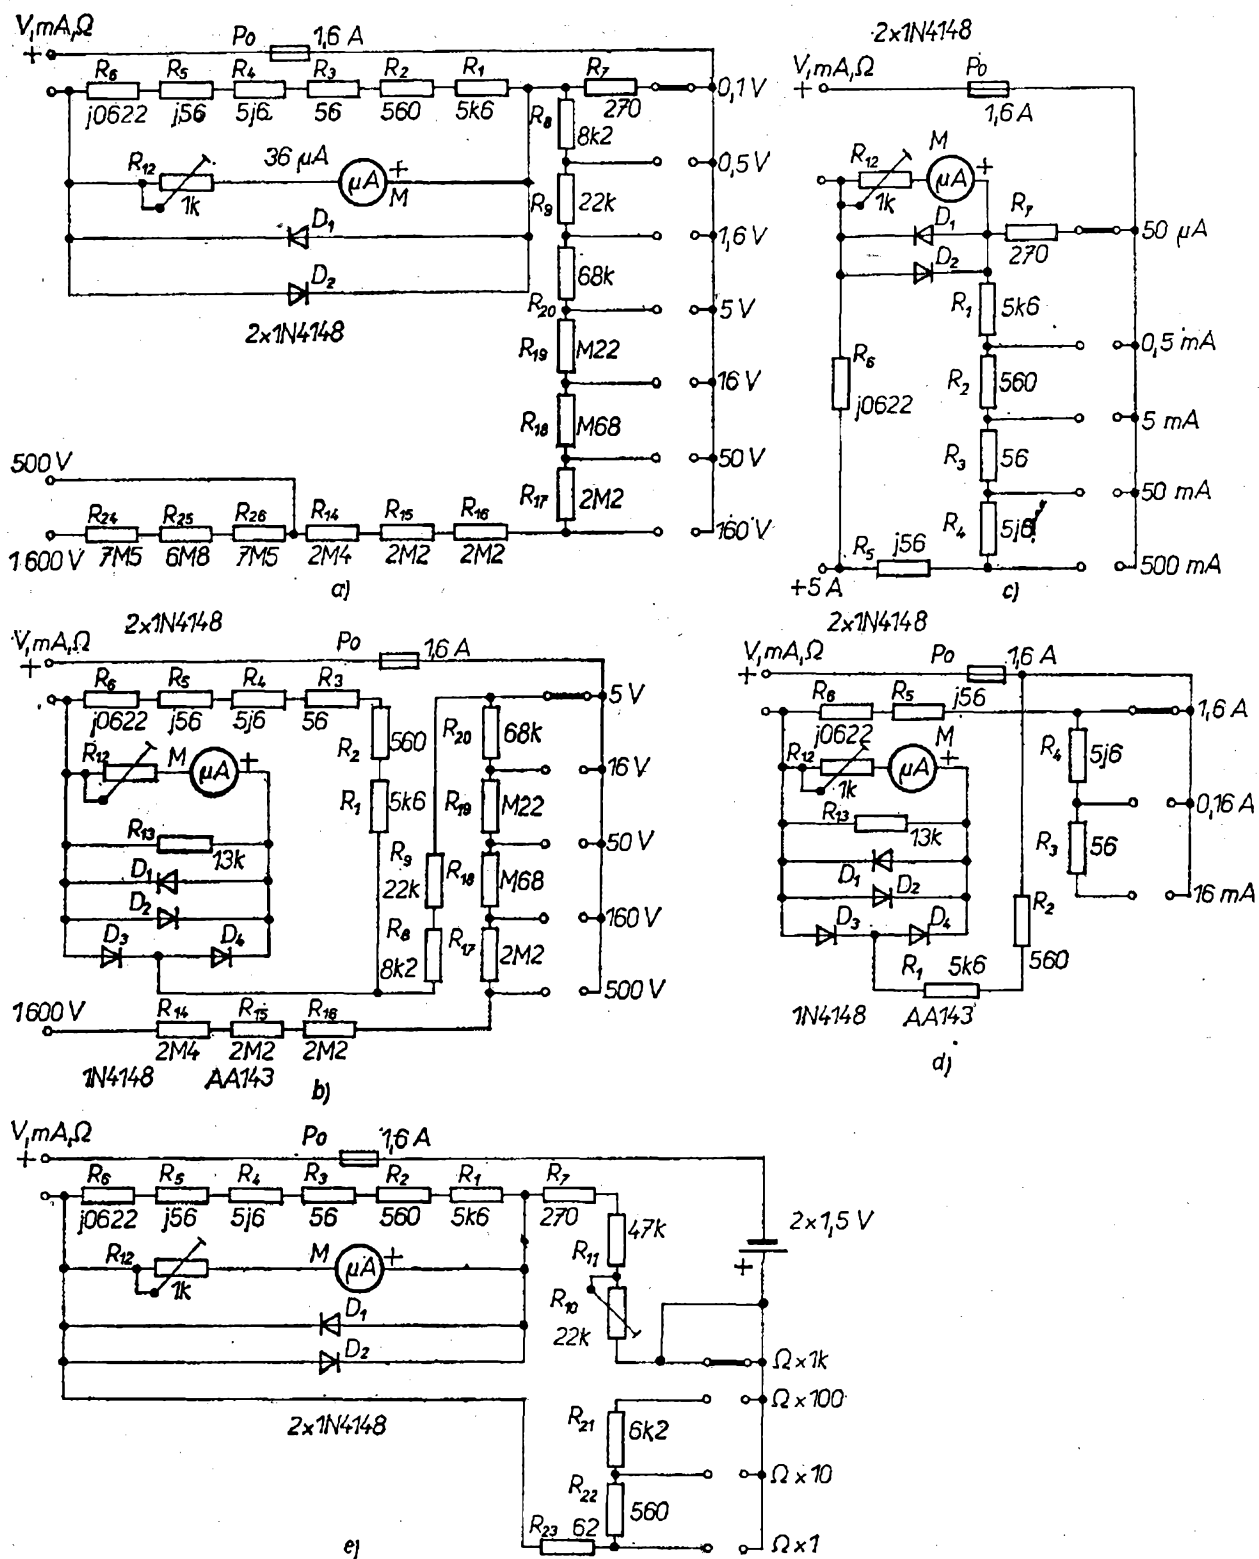 V, mA, Ω
+
Po
1,6 A
R6 R5 R4 R3 R2 R1 R7
j0622 j56 5j6 56 560 5k6 270
0,1 V
R8
8k2
R12
36 µA
µA
+
M
1k
0,5 V
R9
22k
D1
1,6 V
68k
D2
R20
5 V
2x1N4148
R19
M22
16 V
R18
M68
50 V
500 V
R17
2M2
R24 R25 R26 R14 R15 R16
160 V
1600 V
7M5 6M8 7M5 2M4 2M2 2M2
a)
2x1N4148
V, mA, Ω
+
Po
1,6 A
R12
M
+
µA
1k
D1
R7
50 µA
270
D2
R1
5k6
0,5 mA
R6
R2
560
j0622
5 mA
R3
56
50 mA
R4
5j6
R5
j56
+5 A
500 mA
c)
2x1N4148
V, mA, Ω
+
Po
1,6 A
R6 R5 R4 R3
j0622 j56 5j6 56
5 V
R20
68k
R2
560
R12
M
+
µA
1k
16 V
R1
5k6
R19
M22
R13
13k
50 V
R9
22k
R18
M68
D1
D2
160 V
D3
D4
R8
8k2
R17
2M2
500 V
1600 V
R14 R15 R16
2M4 2M2 2M2
1N4148
AA143
b)
2x1N4148
V, mA, Ω
+
Po
1,6 A
R6 R5
j56
j0622
1,6 A
R12
M
+
µA
1k
R4
5j6
0,16 A
R13
13k
R3
56
D1
D2
16 mA
D3
D4
R2
560
R1
5k6
1N4148
AA143
d)
V, mA, Ω
+
Po
1,6 A
R6 R5 R4 R3 R2 R1 R7
j0622 j56 5j6 56 560 5k6 270
2x1,5 V
47k
R11
R12
M
µA
+
1k
+
R10
22k
D1
D2
Ω x1k
Ω x100
2x1N4148
R21
6k2
Ω x10
R22
560
R23
62
Ω x1
e)